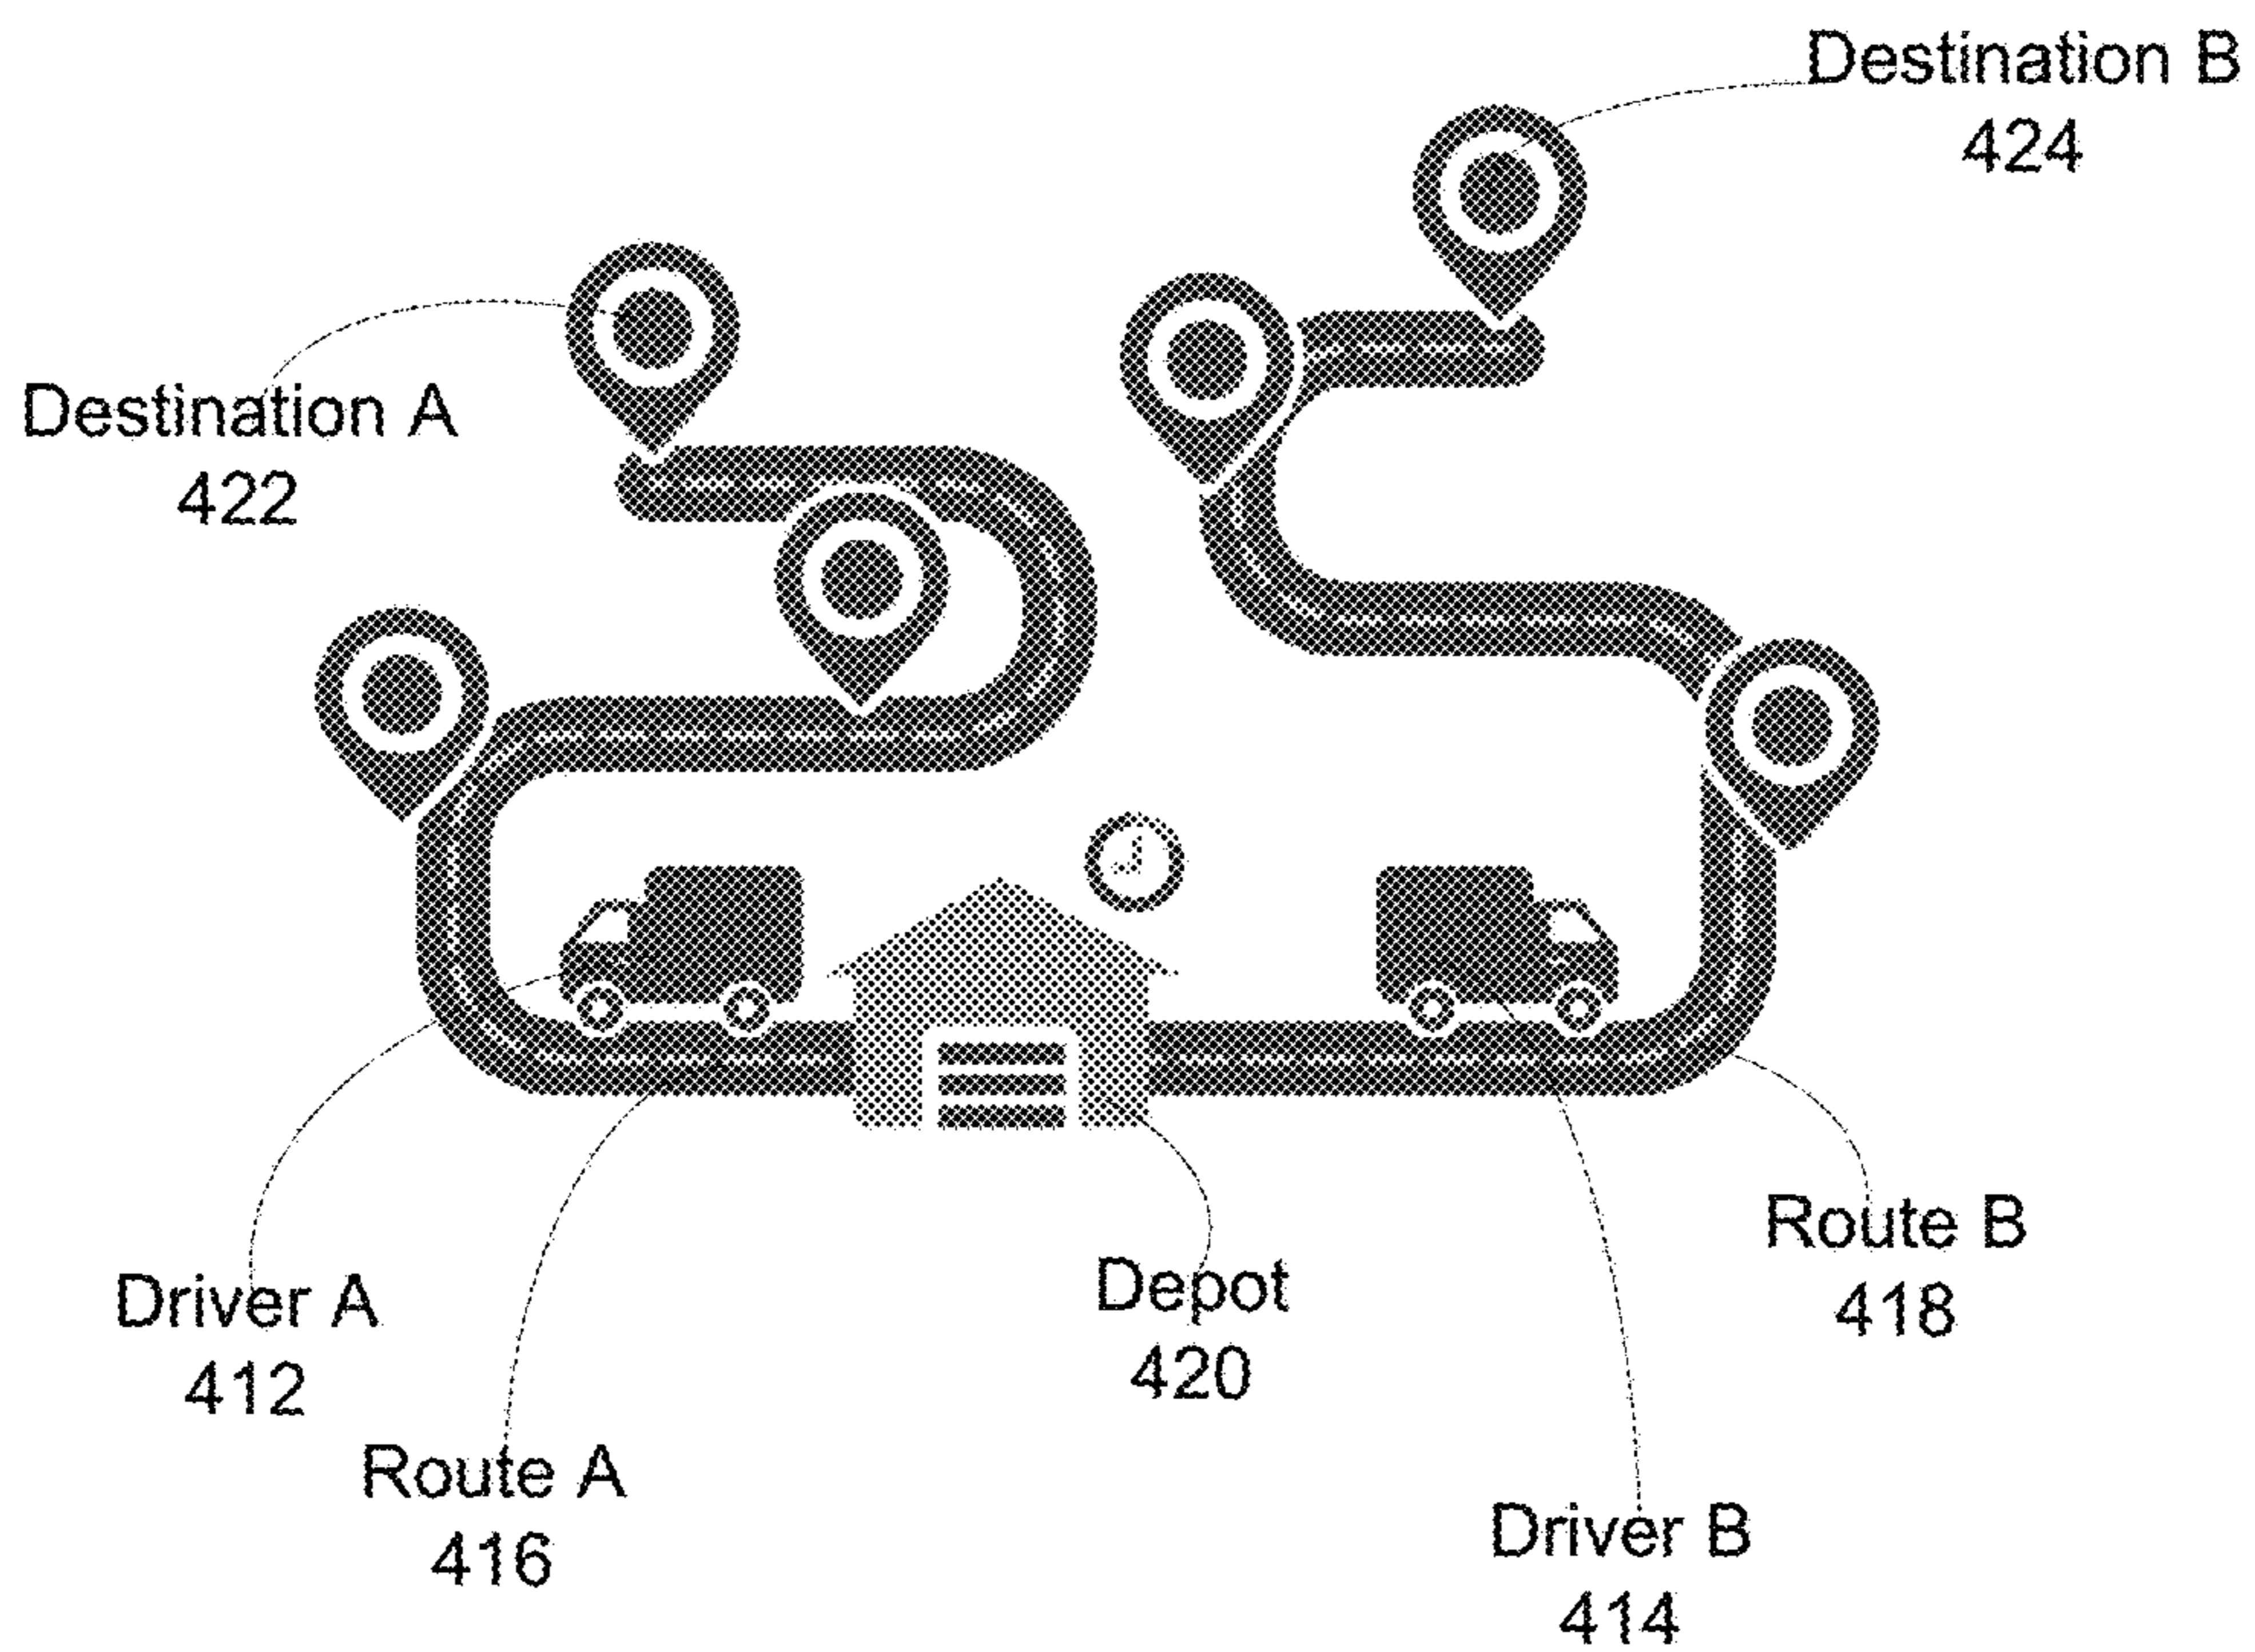 Destination B
424
Destination A
422
Route B
418
Depot
420
Driver A
412
Route A
416
Driver B
414